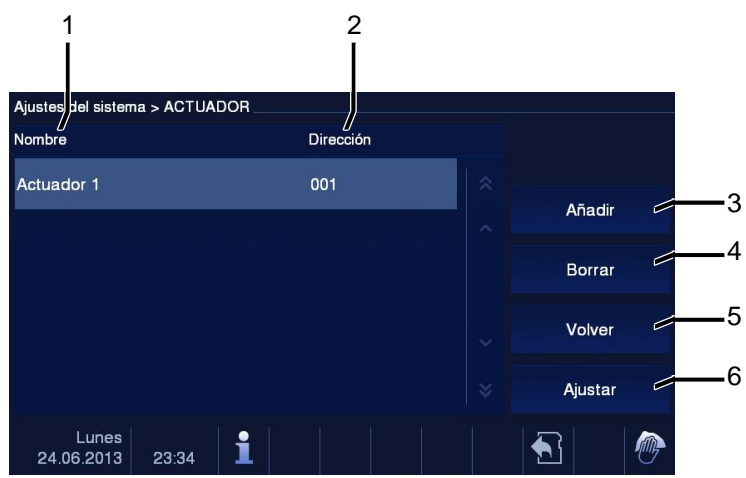 1 2
Ajustes del sistema > ACTUADOR
Nombre Dirección
Actuador 1 001
Añadir 3
Borrar 4
Volver 5
Ajustar 6
Lunes
24.06.2013 23:34 i